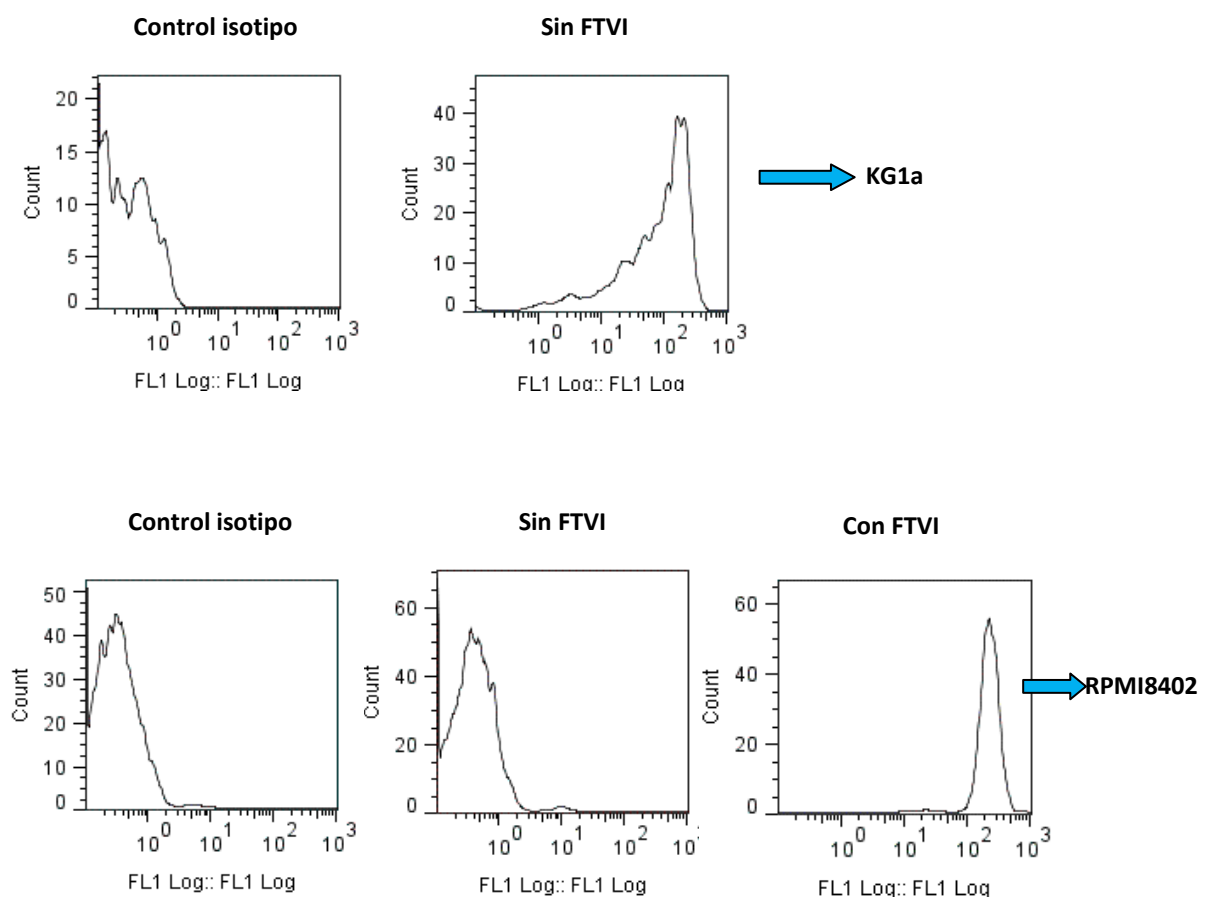 Control isotipo
Sin FTVI
20
15
10
5
0
Count
10^0 10^1 10^2 10^3
FL1 Log:: FL1 Log
40
30
20
10
0
Count
10^0 10^1 10^2 10^3
FL1 Log:: FL1 Log
KG1a
Control isotipo
Sin FTVI
Con FTVI
50
40
30
20
10
0
Count
10^0 10^1 10^2 10^3
FL1 Log:: FL1 Log
60
40
20
0
Count
10^0 10^1 10^2 10
FL1 Log:: FL1 Log
60
40
20
0
Count
10^0 10^1 10^2 10^3
FL1 Log:: FL1 Log
RPMI8402